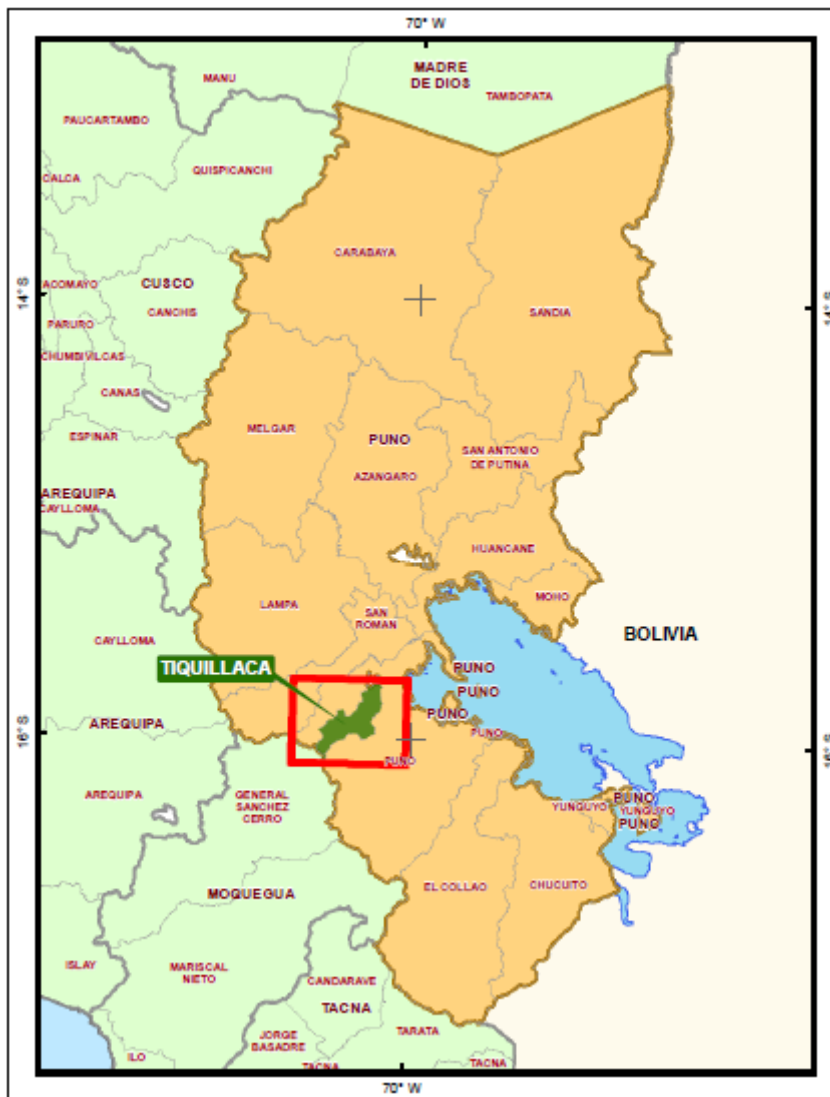 70° W
MANU
MADRE
DE DIOS
TAMBOPATA
PAUCARTAMBO
QUISPICANCHI
CALCA
CARABAYA
CUSCO
ACOMAYO
14° S
14° S
CANCHIS
SANDIA
PARURO
CHUMBIVILCAS
CANAS
MELGAR
PUNO
ESPINAR
SAN ANTONIO
DE PUTINA
AZANGARO
AREQUIPA
CAYLLOMA
HUANCANE
MOHO
LAMPA
SAN
ROMAN
BOLIVIA
CAYLLOMA
TIQUILLACA
PUNO
PUNO
PUNO
AREQUIPA
PUNO
16° S
16° S
PUNO
AREQUIPA
GENERAL
SANCHEZ
CERRO
PUNO
YUNGUYO
YUNGUYO
PUNO
MOQUEGUA
EL COLLAO
CHUCUITO
ISLAY
MARISCAL
NIETO
CANDARAVE
TACNA
JORGE
BASADRE
TARATA
ILO
TACNA
TACNA
70° W